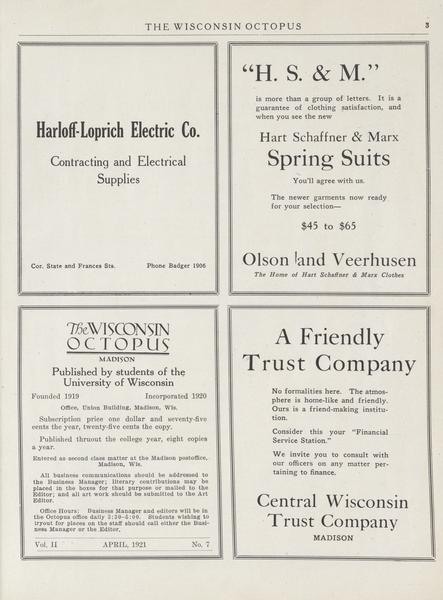 THE WISCONSIN OCTOPUS
3
Harloff-Loprich Electric Co.
Contracting and Electrical
Supplies
Cor. State and Frances Sts.
Phone Badger 1906
"H. S. & M."
is more than a group of letters. It is a
guarantee of clothing satisfaction, and
when you see the new
Hart Schaffner & Marx
Spring Suits
You'll agree with us.
The newer garments now ready
for your selection—
$45 to $65
Olson and Veerhusen
The Home of Hart Schaffner & Marx Clothes
The WISCONSIN
OCTOPUS
MADISON
Published by students of the
University of Wisconsin
Founded 1919
Incorporated 1920
Office, Union Building, Madison, Wis.
Subscription price one dollar and seventy-five
cents the year, twenty-five cents the copy.
Published thruout the college year, eight copies
a year.
Entered as second class matter at the Madison postoffice,
Madison, Wis.
All business communications should be addressed to
the Business Manager; literary contributions may be
placed in the boxes for that purpose or mailed to the
Editor; and all art work should be submitted to the Art
Editor.
Office Hours: Business Manager and editors will be in
the Octopus office daily 3:30-5:00. Students wishing to
tryout for places on the staff should call either the Busi-
ness Manager or the Editor.
Vol. II
APRIL, 1921
No. 7
A Friendly
Trust Company
No formalities here. The atmos-
phere is home-like and friendly.
Ours is a friend-making institu-
tion.
Consider this your "Financial
Service Station."
We invite you to consult with
our officers on any matter per-
taining to finance.
Central Wisconsin
Trust Company
MADISON